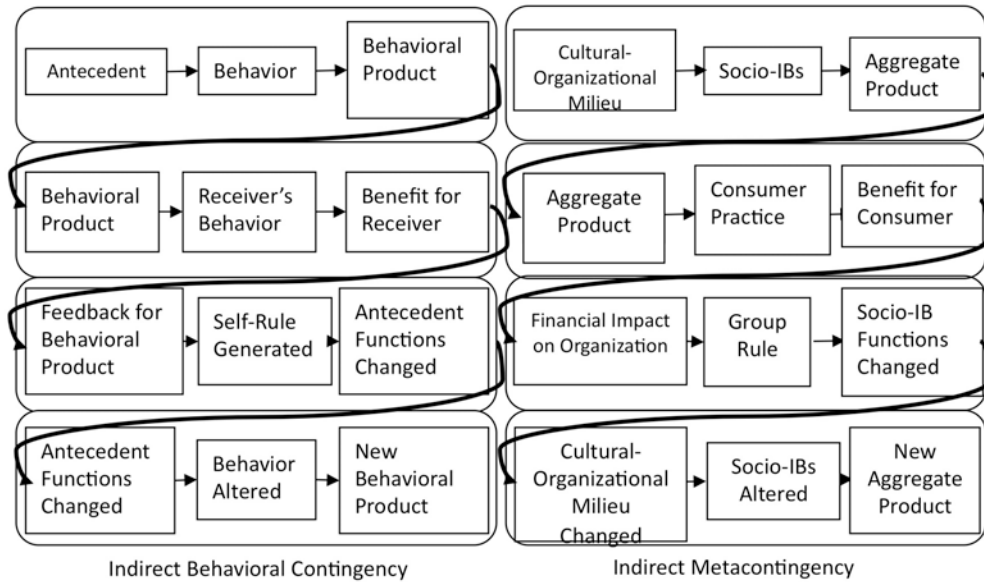 Antecedent
Behavior
Behavioral
Product
Cultural-
Organizational
Milieu
Socio-IBs
Aggregate
Product
Behavioral
Product
Receiver's
Behavior
Benefit for
Receiver
Aggregate
Product
Consumer
Practice
Benefit for
Consumer
Feedback for
Behavioral
Product
Self-Rule
Generated
Antecedent
Functions
Changed
Financial Impact
on Organization
Group
Rule
Socio-IB
Functions
Changed
Antecedent
Functions
Changed
Behavior
Altered
New
Behavioral
Product
Cultural-
Organizational
Milieu
Changed
Socio-IBs
Altered
New
Aggregate
Product
Indirect Behavioral Contingency
Indirect Metacontingency